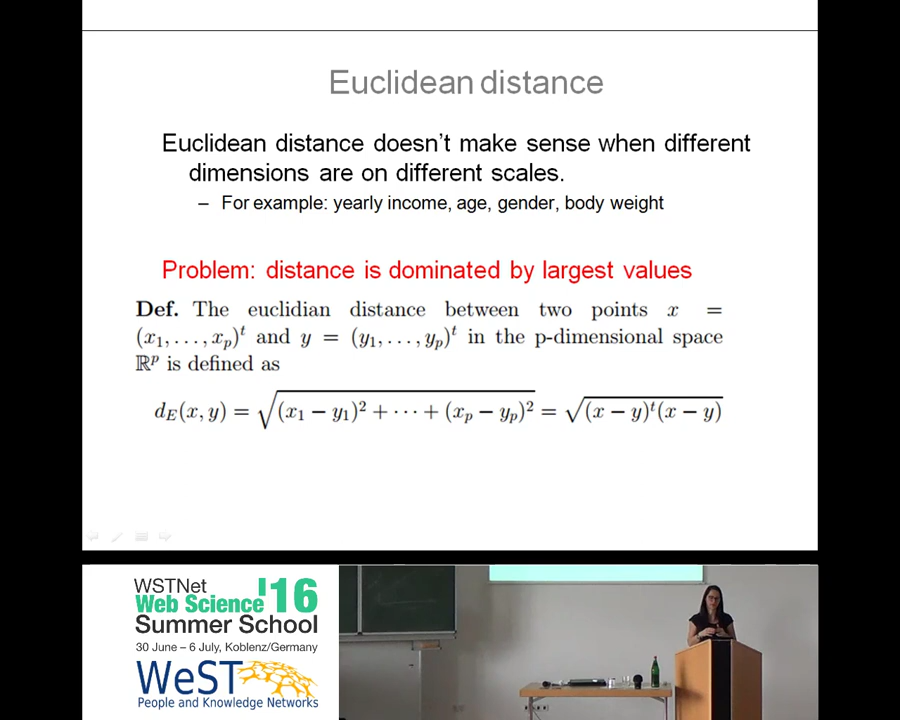 Euclidean distance
Euclidean distance doesn't make sense when different
dimensions are on different scales.
– For example: yearly income, age, gender, body weight
Problem: distance is dominated by largest values
Def. The euclidian distance between two points x =
(x₁, . . . , xₚ)ᵗ and y = (y₁, . . . , yₚ)ᵗ in the p-dimensional space
ℝᵖ is defined as
d_E(x, y) = √((x₁ − y₁)² + · · · + (xₚ − yₚ)²) = √((x − y)ᵗ(x − y))
WSTNet
Web Science '16
Summer School
30 June – 6 July, Koblenz/Germany
WeST
People and Knowledge Networks